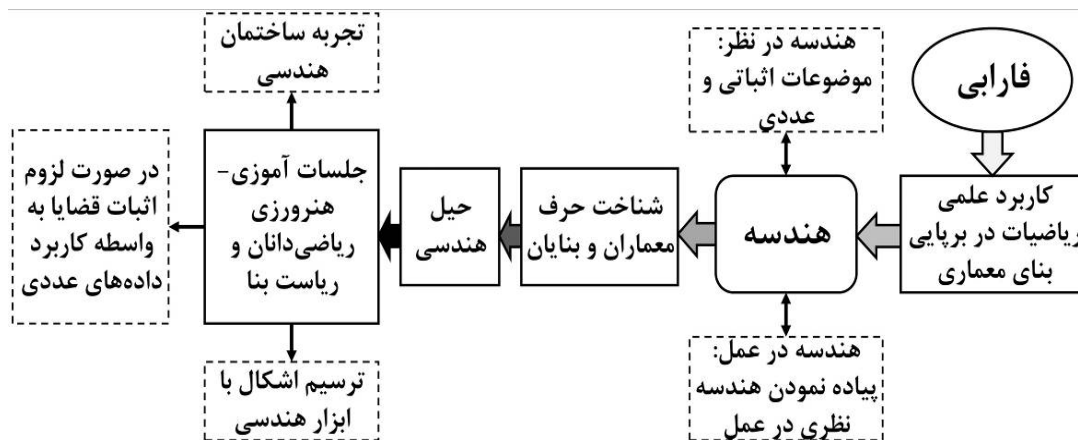 فارابی
کاربرد علمی
ریاضیات در برپایی
بنای معماری
هندسه در نظر:
موضوعات اثباتی و
عددی
هندسه
هندسه در عمل:
پیاده نمودن هندسه
نظری در عمل
شناخت حرف
معماران و بنایان
حیل
هندسی
تجربه ساختمان
هندسی
جلسات آموزی-
هنرورزی
ریاضی‌دانان و
ریاست بنا
ترسیم اشکال با
ابزار هندسی
در صورت لزوم
اثبات قضایا به
واسطه کاربرد
داده‌های عددی